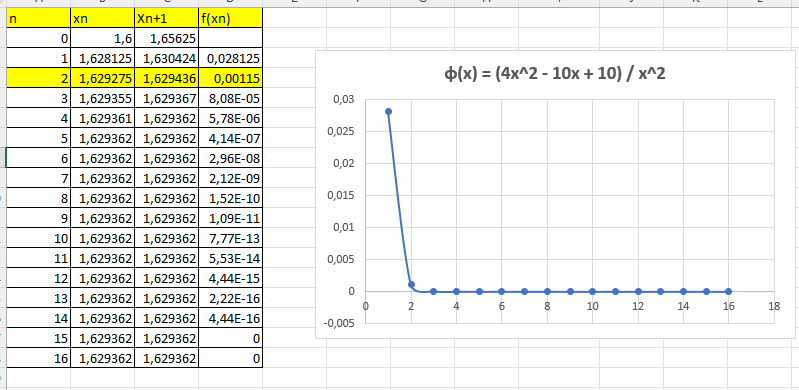 n xn Xn+1 f(xn)
0 1,6 1,65625
1 1,628125 1,630424 0,028125
2 1,629275 1,629436 0,00115
3 1,629355 1,629367 8,08E-05
4 1,629361 1,629362 5,78E-06
5 1,629362 1,629362 4,14E-07
6 1,629362 1,629362 2,96E-08
7 1,629362 1,629362 2,12E-09
8 1,629362 1,629362 1,52E-10
9 1,629362 1,629362 1,09E-11
10 1,629362 1,629362 7,77E-13
11 1,629362 1,629362 5,53E-14
12 1,629362 1,629362 4,44E-15
13 1,629362 1,629362 2,22E-16
14 1,629362 1,629362 4,44E-16
15 1,629362 1,629362 0
16 1,629362 1,629362 0
ф(x) = (4x^2 - 10x + 10) / x^2
0,03
0,025
0,02
0,015
0,01
0,005
0
-0,005
0 2 4 6 8 10 12 14 16 18